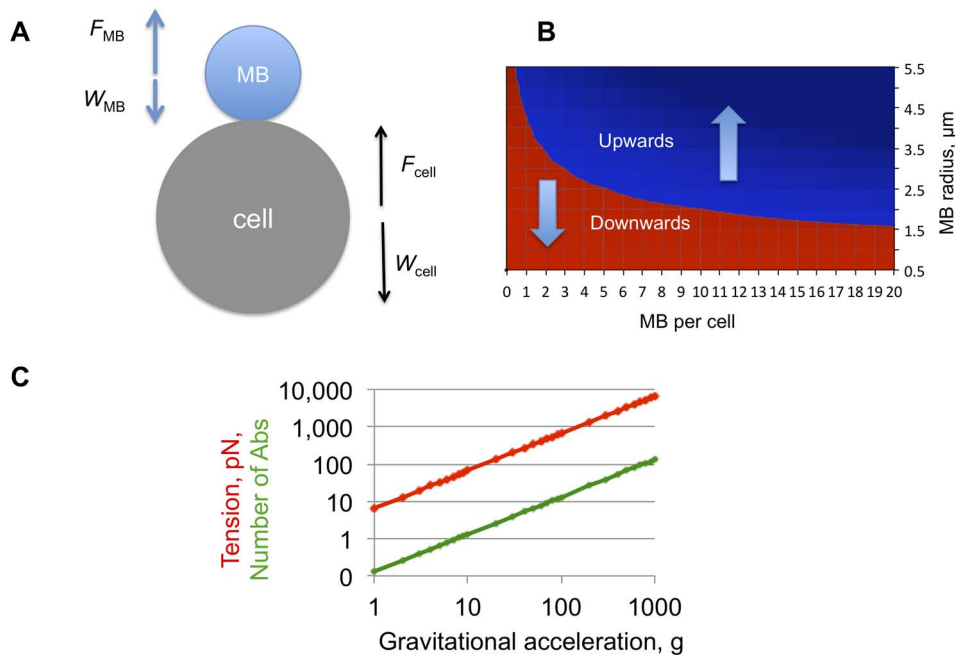 A
F MB
W MB
MB
cell
F cell
W cell
B
Upwards
Downwards
5.5
4.5
3.5
2.5
1.5
0.5
MB radius, µm
0 1 2 3 4 5 6 7 8 9 10 11 12 13 14 15 16 17 18 19 20
MB per cell
C
Tension, pN,
Number of Abs
10,000
1,000
100
10
1
0
1 10 100 1000
Gravitational acceleration, g